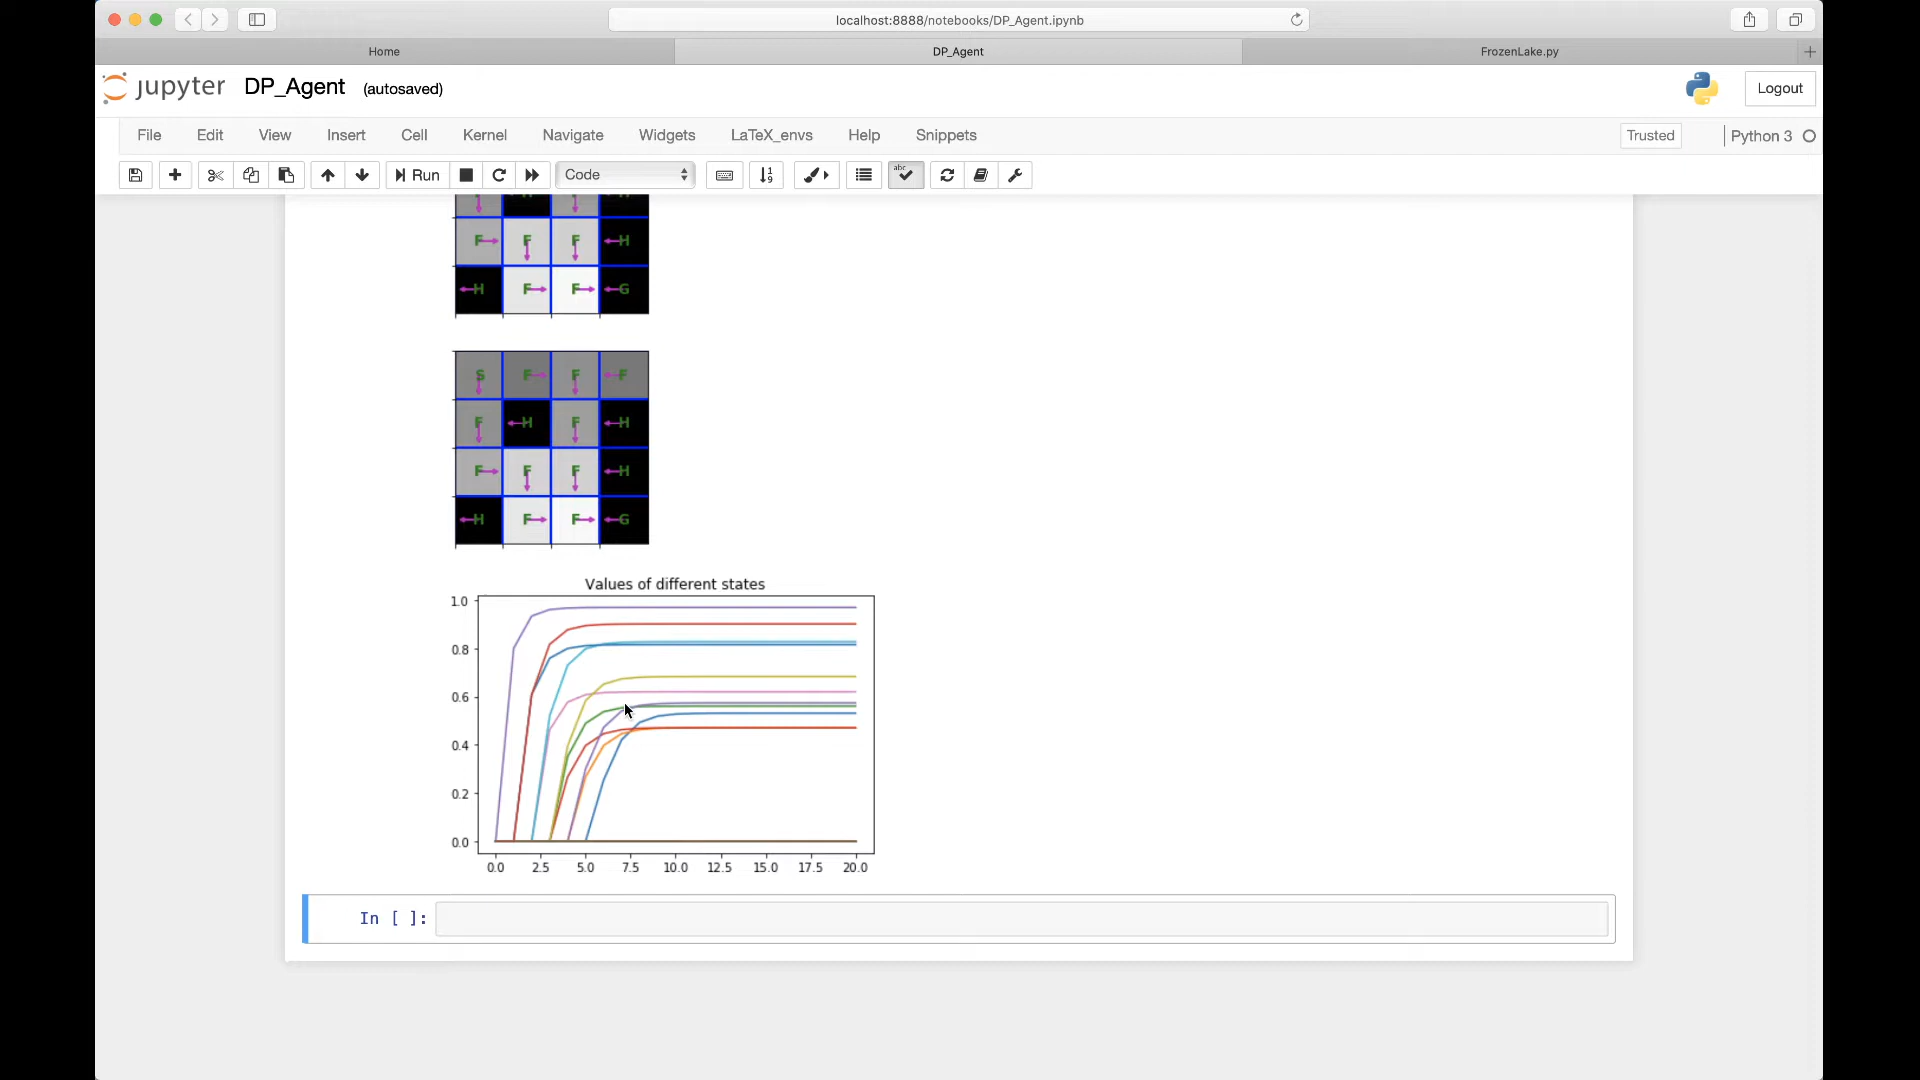 localhost:8888/notebooks/DP_Agent.ipynb
Home DP_Agent FrozenLake.py
jupyter DP_Agent (autosaved) Logout
File Edit View Insert Cell Kernel Navigate Widgets LaTeX_envs Help Snippets Trusted Python 3
Run Code
F F F H
H F F G
S F F F
F H F H
F F F H
H F F G
Values of different states
1.0
0.8
0.6
0.4
0.2
0.0
0.0 2.5 5.0 7.5 10.0 12.5 15.0 17.5 20.0
In [ ]: